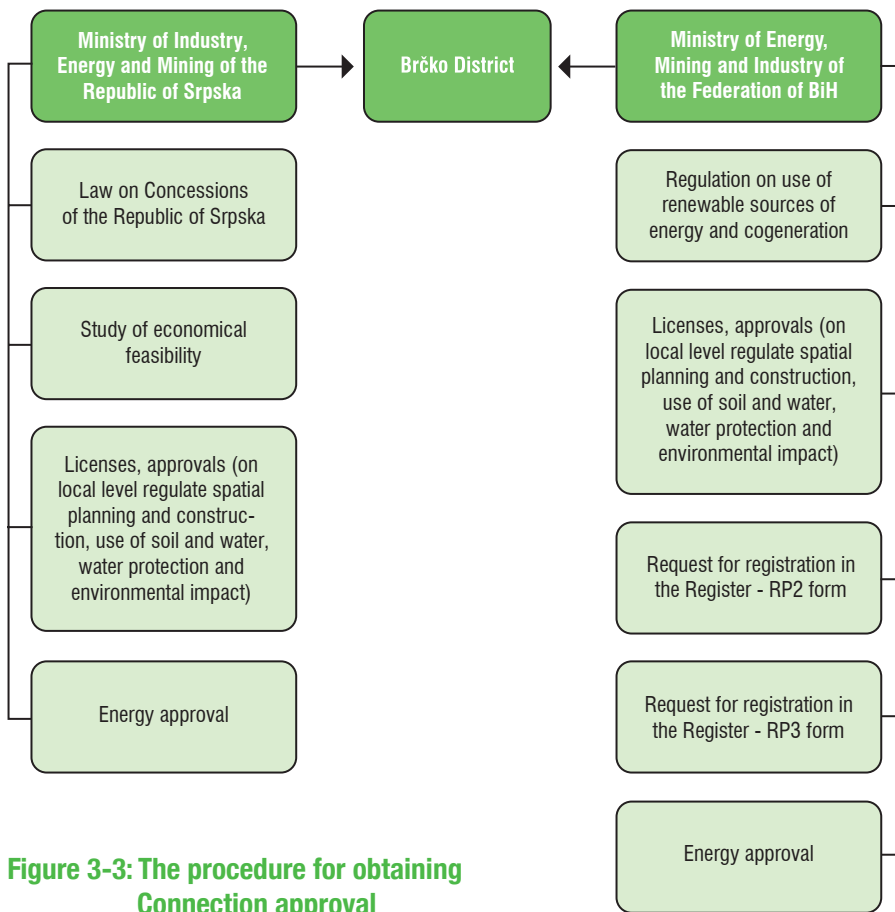 Ministry of Industry,
Energy and Mining of the
Republic of Srpska
Brčko District
Ministry of Energy,
Mining and Industry of
the Federation of BiH
Law on Concessions
of the Republic of Srpska
Study of economical
feasibility
Licenses, approvals (on
local level regulate spatial
planning and construc-
tion, use of soil and water,
water protection and
environmental impact)
Energy approval
Regulation on use of
renewable sources of
energy and cogeneration
Licenses, approvals (on
local level regulate spatial
planning and construction,
use of soil and water,
water protection and
environmental impact)
Request for registration in
the Register - RP2 form
Request for registration in
the Register - RP3 form
Energy approval
Figure 3-3: The procedure for obtaining
Connection approval